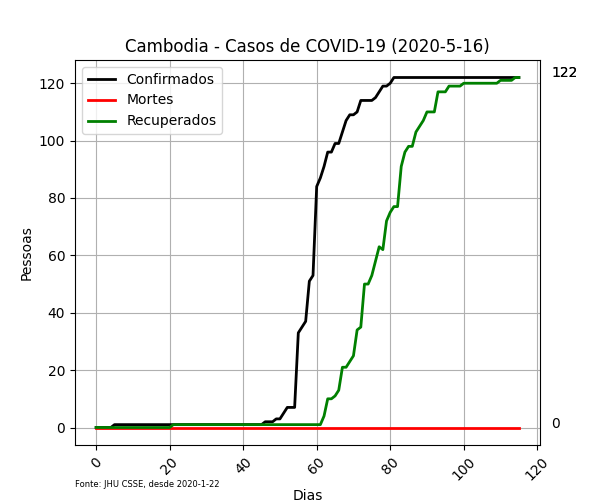 Cambodia - Casos de COVID-19 (2020-5-16)
Confirmados
Mortes
Recuperados
122
0
Pessoas
120
100
80
60
40
20
0
0 20 40 60 80 100 120
Fonte: JHU CSSE, desde 2020-1-22
Dias